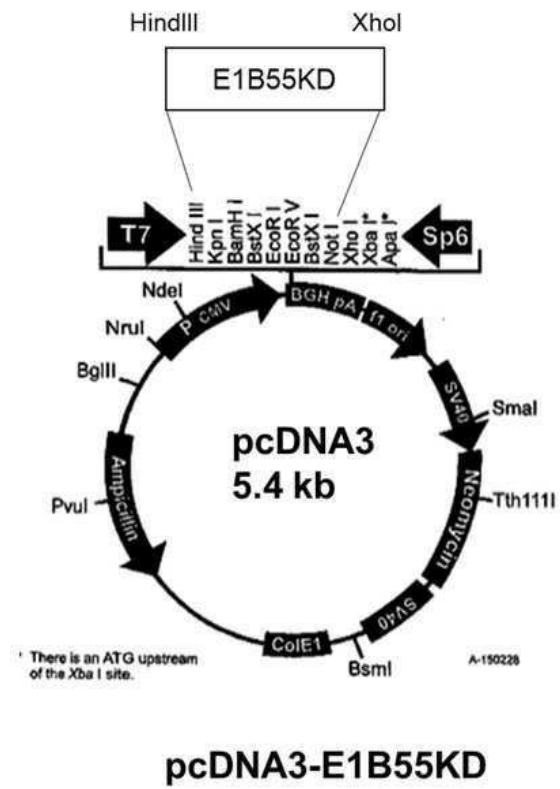 HindIII XhoI
E1B55KD
T7
Hind III
Kpn I
BamH I
BstX I
EcoR I
EcoR V
BstX I
Not I
Xho I
Xba I*
Apa I*
Sp6
NdeI
P CMV
BGH pA
f1 ori
NruI
BglII
SV40
SmaI
pcDNA3
5.4 kb
Ampicillin
PvuI
Neomycin
Tth111I
SV40
ColE1
BsmI
' There is an ATG upstream
of the Xba I site.
A-150228
pcDNA3-E1B55KD